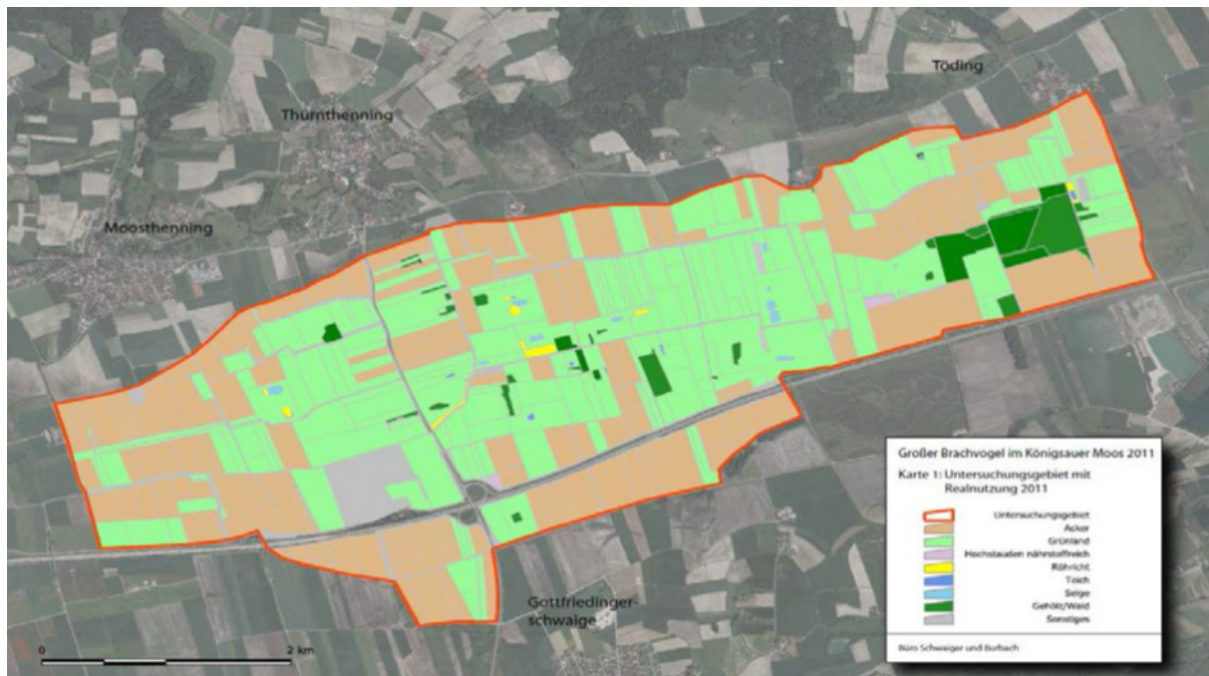 Töding
Thürnthenning
Moosthenning
Großer Brachvogel im Königsauer Moos 2011
Karte 1: Untersuchungsgebiet mit
Realnutzung 2011
Untersuchungsgebiet
Acker
Grünland
Hochstauden nährstoffreich
Röhricht
Teich
Seige
Gehölz/Wald
Sonstiges
Büro Schwaiger und Burbach
Gottfriedinger-
schwaige
0 2 km